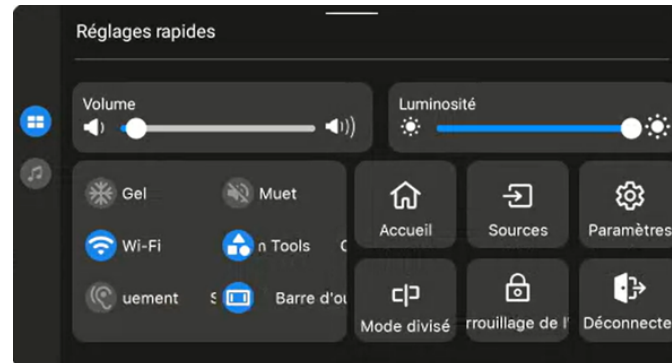 Réglages rapides
Volume
Luminosité
Gel
Muet
Accueil
Sources
Paramètres
Wi-Fi
n Tools
uement
Barre d'ou
Mode divisé
rrouillage de l'
Déconnecte